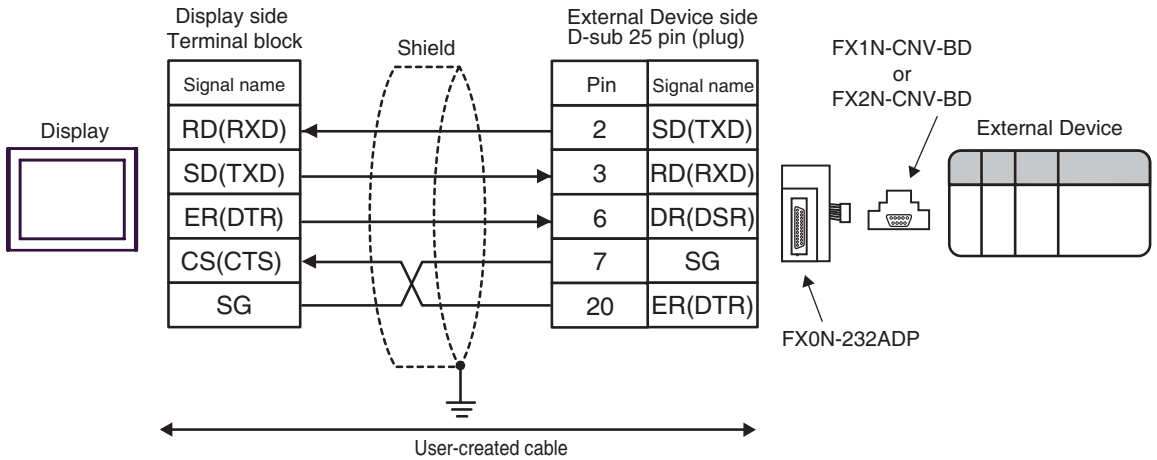 Display side
Terminal block
Shield
External Device side
D-sub 25 pin (plug)
FX1N-CNV-BD
or
FX2N-CNV-BD
Display
External Device
Signal name
Pin
Signal name
RD(RXD)
2
SD(TXD)
SD(TXD)
3
RD(RXD)
ER(DTR)
6
DR(DSR)
CS(CTS)
7
SG
SG
20
ER(DTR)
FX0N-232ADP
User-created cable